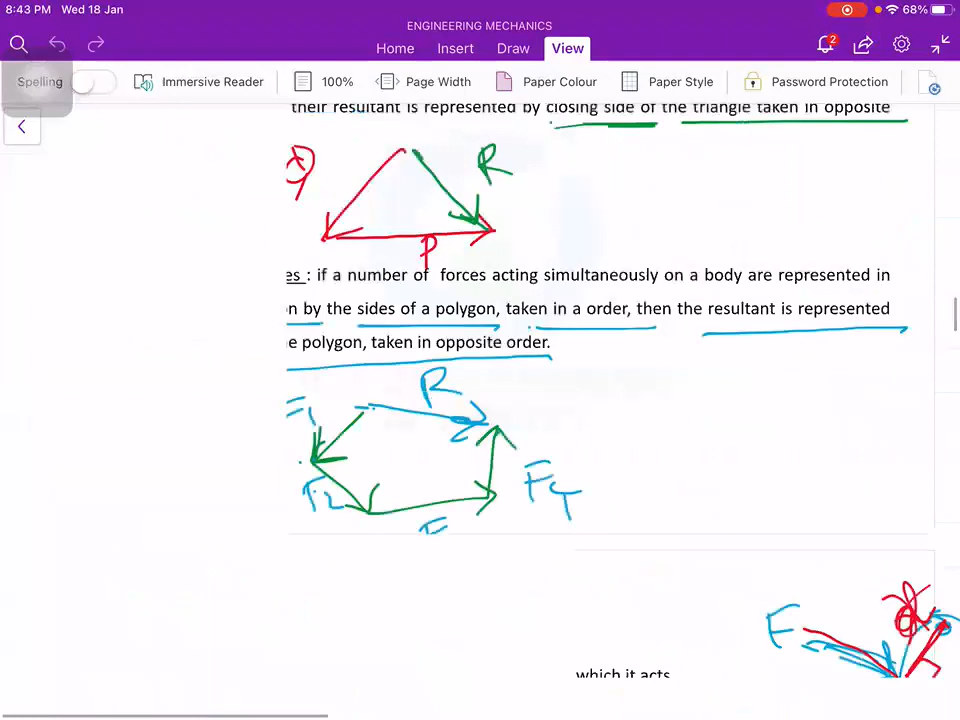 8:43 PM Wed 18 Jan
68%
ENGINEERING MECHANICS
Home Insert Draw View
2
Spelling Immersive Reader 100% Page Width Paper Colour Paper Style Password Protection
their resultant is represented by closing side of the triangle taken in opposite
R
P
es : if a number of forces acting simultaneously on a body are represented in
n by the sides of a polygon, taken in a order, then the resultant is represented
e polygon, taken in opposite order.
R
F1
F2
F4
F
F
d
which it acts